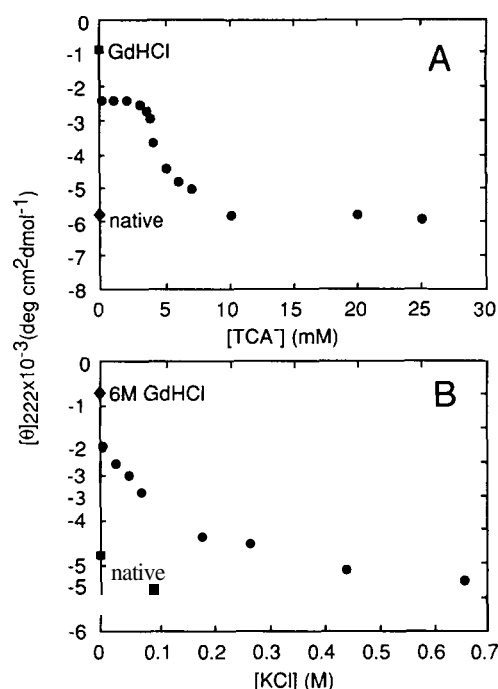 0
-1
-2
-3
-4
-5
-6
-7
-8
GdHCl
A
native
0 5 10 15 20 25 30
[TCA⁻] (mM)
[θ]222x10⁻³(deg cm²dmol⁻¹)
0
-1
-2
-3
-3
-4
-5
-5
-6
6M GdHCl
B
native
0 0.1 0.2 0.3 0.4 0.5 0.6 0.7
[KCl] (M)